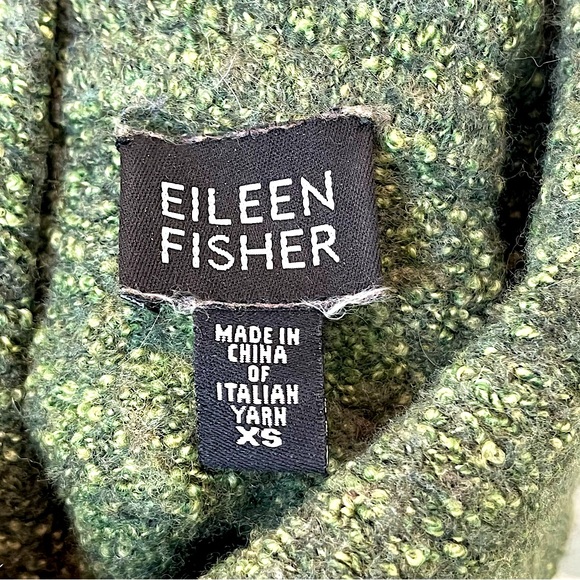 EILEEN
FISHER
MADE IN
CHINA
OF
ITALIAN
YARN
XS